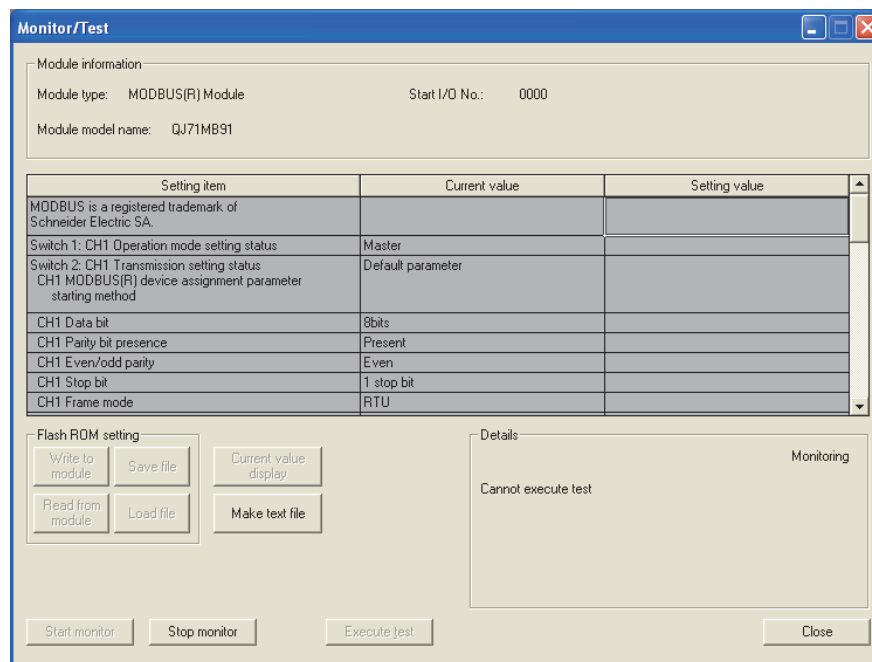 Monitor/Test
Module information
Module type: MODBUS(R) Module Start I/O No.: 0000
Module model name: QJ71MB91
Setting item Current value Setting value
MODBUS is a registered trademark of
Schneider Electric SA.
Switch 1: CH1 Operation mode setting status Master
Switch 2: CH1 Transmission setting status Default parameter
CH1 MODBUS(R) device assignment parameter
starting method
CH1 Data bit 8bits
CH1 Parity bit presence Present
CH1 Even/odd parity Even
CH1 Stop bit 1 stop bit
CH1 Frame mode RTU
Flash ROM setting
Write to
module
Save file
Current value
display
Read from
module
Load file
Make text file
Details
Monitoring
Cannot execute test
Start monitor Stop monitor Execute test Close